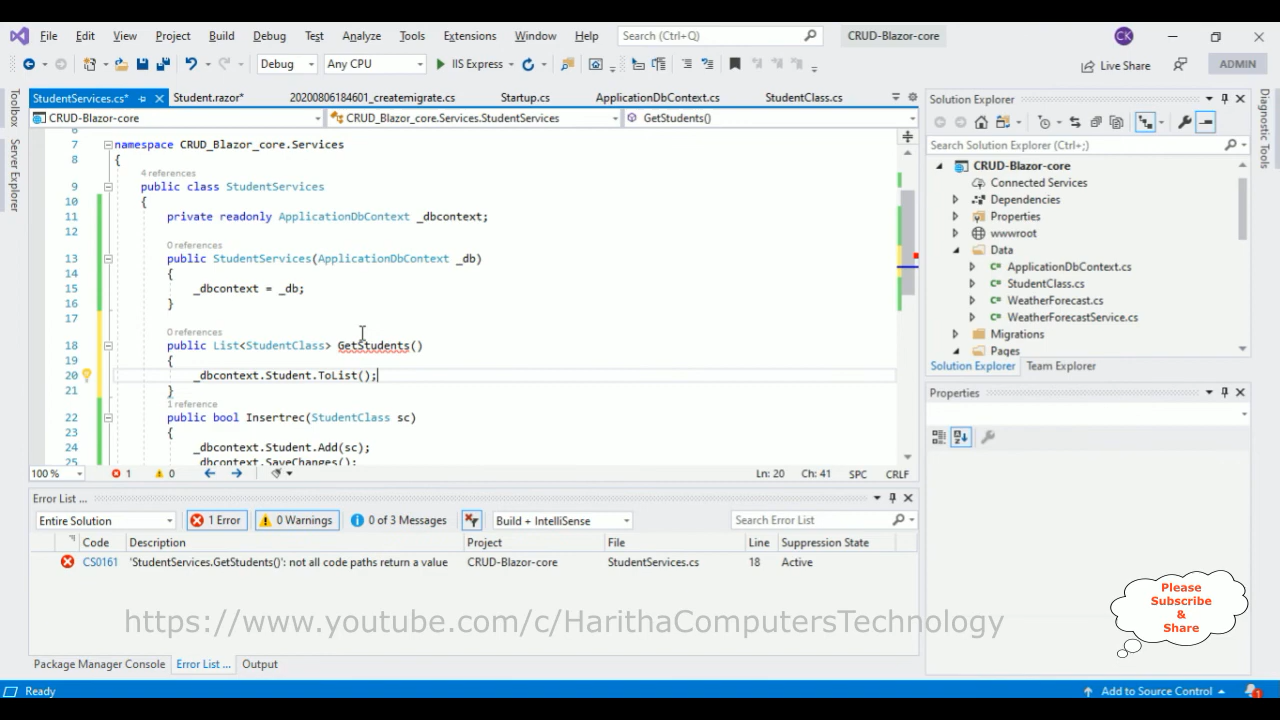 File Edit View Project Build Debug Test Analyze Tools Extensions Window Help Search (Ctrl+Q) CRUD-Blazor-core CK
Debug Any CPU IIS Express Live Share ADMIN
StudentServices.cs* Student.razor* 20200806184601_createmigrate.cs Startup.cs ApplicationDbContext.cs StudentClass.cs
CRUD-Blazor-core CRUD_Blazor_core.Services.StudentServices GetStudents()
Toolbox
Server Explorer
6
7 namespace CRUD_Blazor_core.Services
8 {
4 references
9 public class StudentServices
10 {
11 private readonly ApplicationDbContext _dbcontext;
12
0 references
13 public StudentServices(ApplicationDbContext _db)
14 {
15 _dbcontext = _db;
16 }
17
0 references
18 public List<StudentClass> GetStudents()
19 {
20 _dbcontext.Student.ToList();
21 }
1 reference
22 public bool Insertrec(StudentClass sc)
23 {
24 _dbcontext.Student.Add(sc);
25 _dbcontext.SaveChanges();
100 % 1 0 Ln: 20 Ch: 41 SPC CRLF
Error List ...
Entire Solution 1 Error 0 Warnings 0 of 3 Messages Build + IntelliSense Search Error List
Code Description Project File Line Suppression State
CS0161 'StudentServices.GetStudents()': not all code paths return a value CRUD-Blazor-core StudentServices.cs 18 Active
Package Manager Console Error List ... Output
Solution Explorer
Search Solution Explorer (Ctrl+;)
CRUD-Blazor-core
Connected Services
Dependencies
Properties
wwwroot
Data
C# ApplicationDbContext.cs
C# StudentClass.cs
C# WeatherForecast.cs
C# WeatherForecastService.cs
Migrations
Pages
Solution Explorer Team Explorer
Properties
Diagnostic Tools
https://www.youtube.com/c/HarithaComputersTechnology
Please
Subscribe
&
Share
Ready Add to Source Control 1